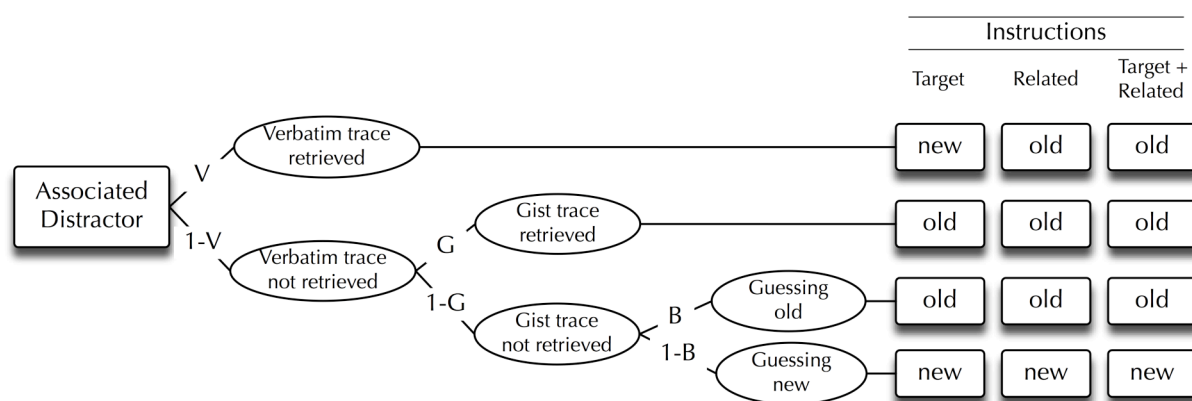 Instructions
Target
Related
Target +
Related
Verbatim trace
retrieved
new
old
old
V
Associated
Distractor
Gist trace
retrieved
old
old
old
1-V
G
Verbatim trace
not retrieved
1-G
Guessing
old
old
old
old
B
Gist trace
not retrieved
1-B
Guessing
new
new
new
new